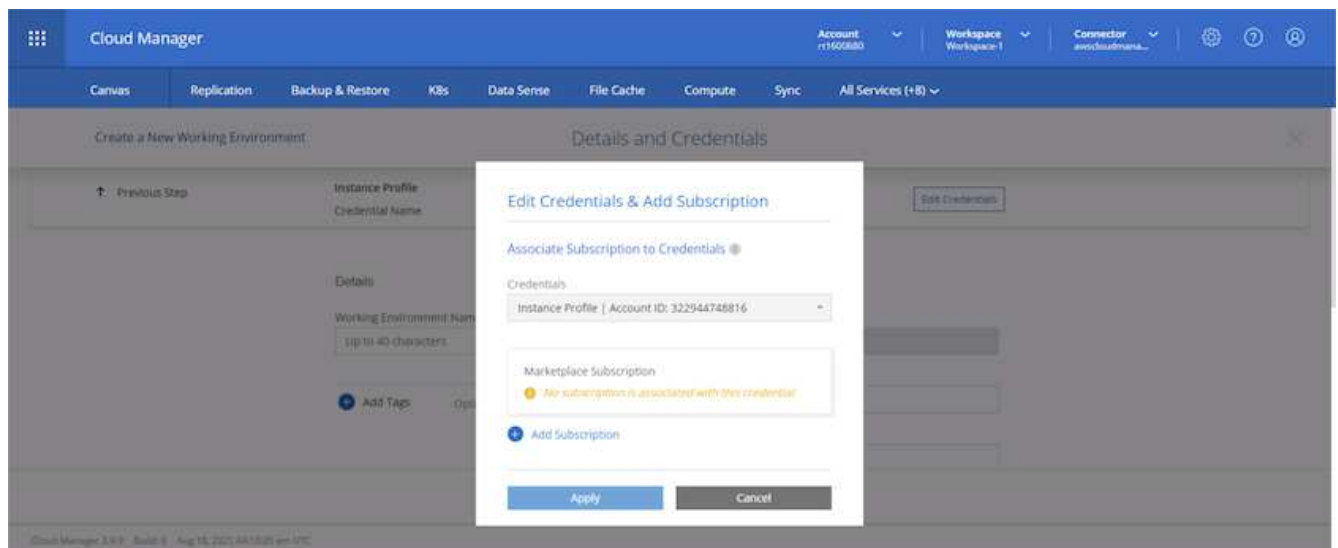 Cloud Manager
Account
Workspace
Workspace-1
Connector
awscloudmana...
Canvas Replication Backup & Restore K8s Data Sense File Cache Compute Sync All Services (+8)
Create a New Working Environment Details and Credentials
Previous Step
Instance Profile
Credential Name
Edit Credentials
Edit Credentials & Add Subscription
Associate Subscription to Credentials
Credentials
Instance Profile | Account ID: 322944748816
Details
Working Environment Nam
Up to 40 characters
Marketplace Subscription
No subscription is associated with this credential
Add Tags
Add Subscription
Apply Cancel